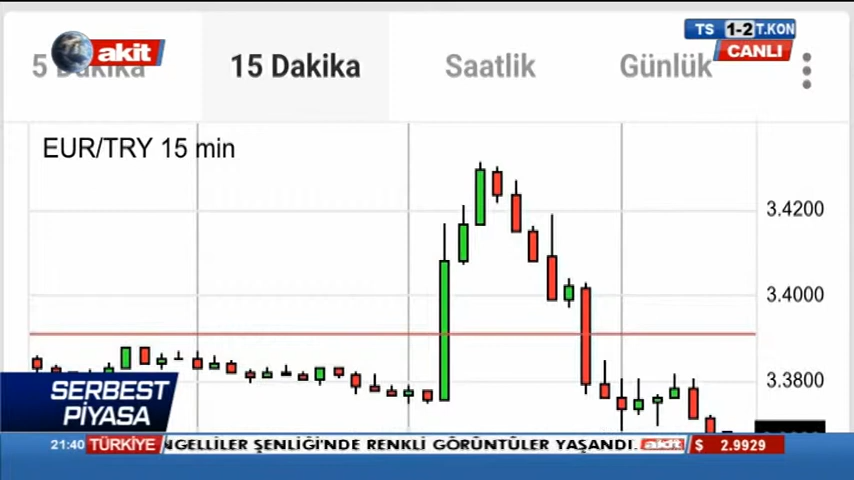 akit
TS 1-2 T.KON
CANLI
5 Dakika
15 Dakika
Saatlik
Günlük
EUR/TRY 15 min
3.4200
3.4000
3.3800
SERBEST
PİYASA
21:40 TÜRKİYE NGELLİLER ŞENLİĞİ'NDE RENKLİ GÖRÜNTÜLER YAŞANDI. akit $ 2.9929